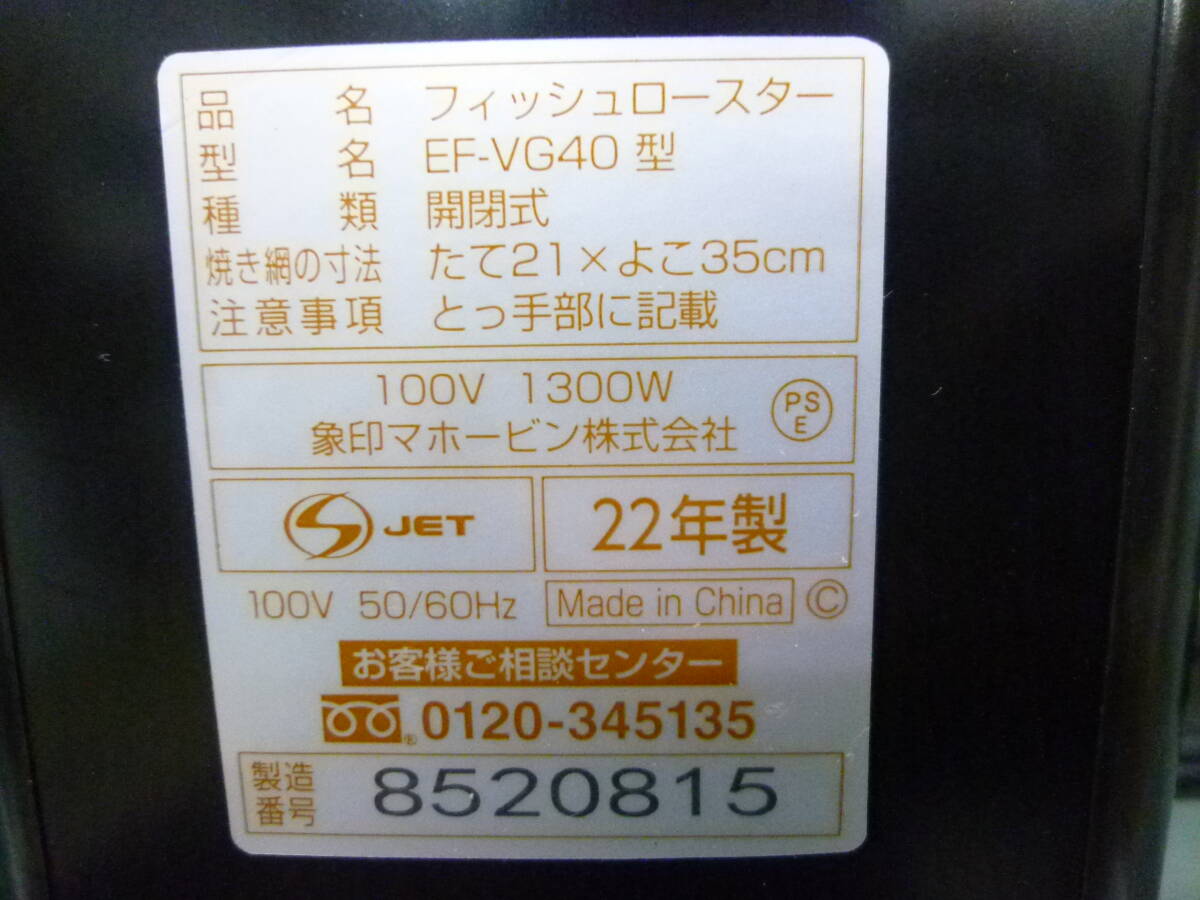 品名 フィッシュロースター
型名 EF-VG40 型
種類 開閉式
焼き網の寸法 たて21×よこ35cm
注意事項 とっ手部に記載
100V 1300W
象印マホービン株式会社
PS
E
S JET
22年製
100V 50/60Hz Made in China Ⓒ
お客様ご相談センター
® 0120-345135
製造番号 8520815